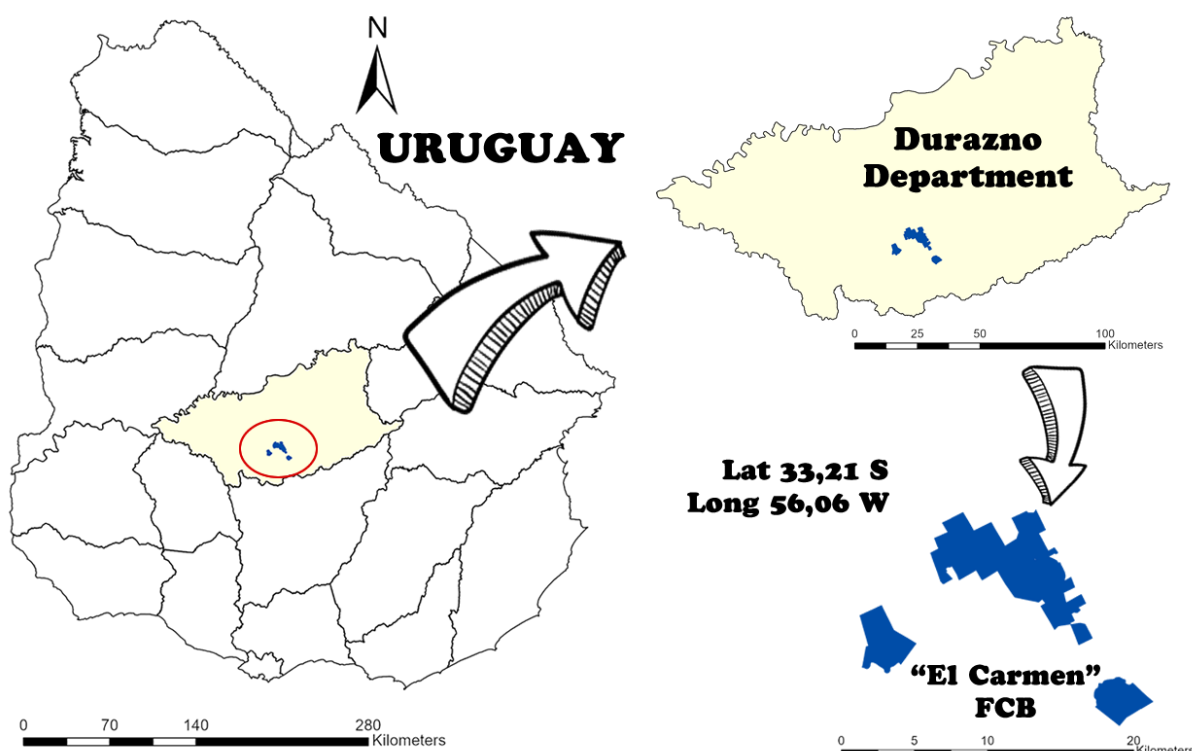 N
URUGUAY
Durazno
Department
0 25 50 100
Kilometers
Lat 33,21 S
Long 56,06 W
“El Carmen”
FCB
0 70 140 280
Kilometers
0 5 10 20
Kilometers